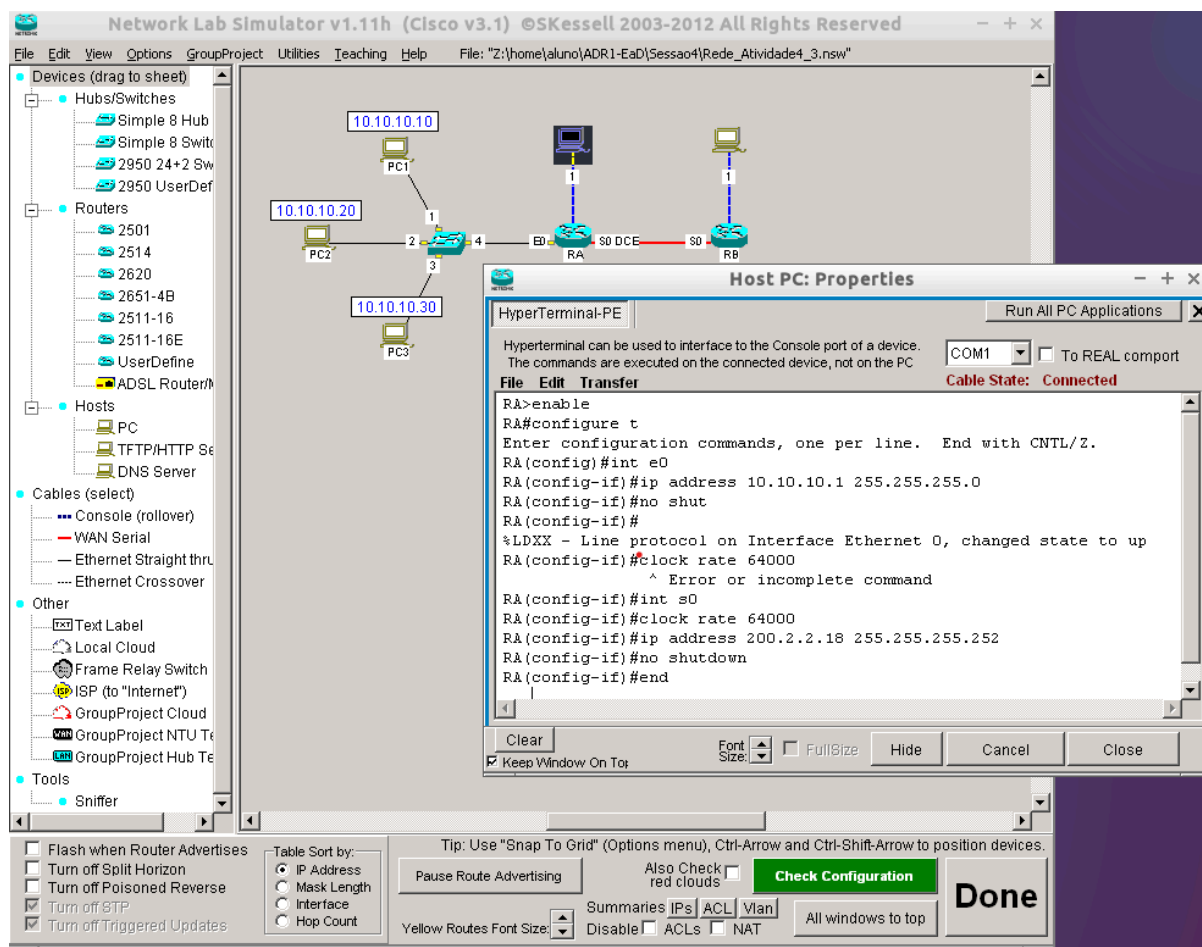 Network Lab Simulator v1.11h (Cisco v3.1) ©SKessell 2003-2012 All Rights Reserved
File Edit View Options GroupProject Utilities Teaching Help File: "Z:\home\aluno\ADR1-EaD\Sessao4\Rede_Atividade4_3.nsw"
Devices (drag to sheet)
Hubs/Switches
Simple 8 Hub
Simple 8 Switc
2950 24+2 Sw
2950 UserDef
Routers
2501
2514
2620
2651-4B
2511-16
2511-16E
UserDefine
ADSL Router/M
Hosts
PC
TFTP/HTTP Se
DNS Server
Cables (select)
Console (rollover)
WAN Serial
Ethernet Straight thru
Ethernet Crossover
Other
Text Label
Local Cloud
Frame Relay Switch
ISP (to "Internet")
GroupProject Cloud
GroupProject NTU Te
GroupProject Hub Te
Tools
Sniffer
10.10.10.10
PC1
10.10.10.20
PC2
10.10.10.30
PC3
1
2
3
4
E0
RA
S0 DCE
S0
RB
1
1
Host PC: Properties
HyperTerminal-PE
Run All PC Applications
X
Hyperterminal can be used to interface to the Console port of a device.
The commands are executed on the connected device, not on the PC
COM1
To REAL comport
File Edit Transfer
Cable State: Connected
RA>enable
RA#configure t
Enter configuration commands, one per line. End with CNTL/Z.
RA(config)#int e0
RA(config-if)#ip address 10.10.10.1 255.255.255.0
RA(config-if)#no shut
RA(config-if)#
%LDXX - Line protocol on Interface Ethernet 0, changed state to up
RA(config-if)#clock rate 64000
^ Error or incomplete command
RA(config-if)#int s0
RA(config-if)#clock rate 64000
RA(config-if)#ip address 200.2.2.18 255.255.255.252
RA(config-if)#no shutdown
RA(config-if)#end
Clear
Keep Window On Top
Font Size:
FullSize
Hide
Cancel
Close
Flash when Router Advertises
Turn off Split Horizon
Turn off Poisoned Reverse
Turn off STP
Turn off Triggered Updates
Table Sort by:
IP Address
Mask Length
Interface
Hop Count
Tip: Use "Snap To Grid" (Options menu), Ctrl-Arrow and Ctrl-Shift-Arrow to position devices.
Pause Route Advertising
Also Check red clouds
Check Configuration
Done
Yellow Routes Font Size:
Summaries IPs ACL Vlan
Disable ACLs NAT
All windows to top